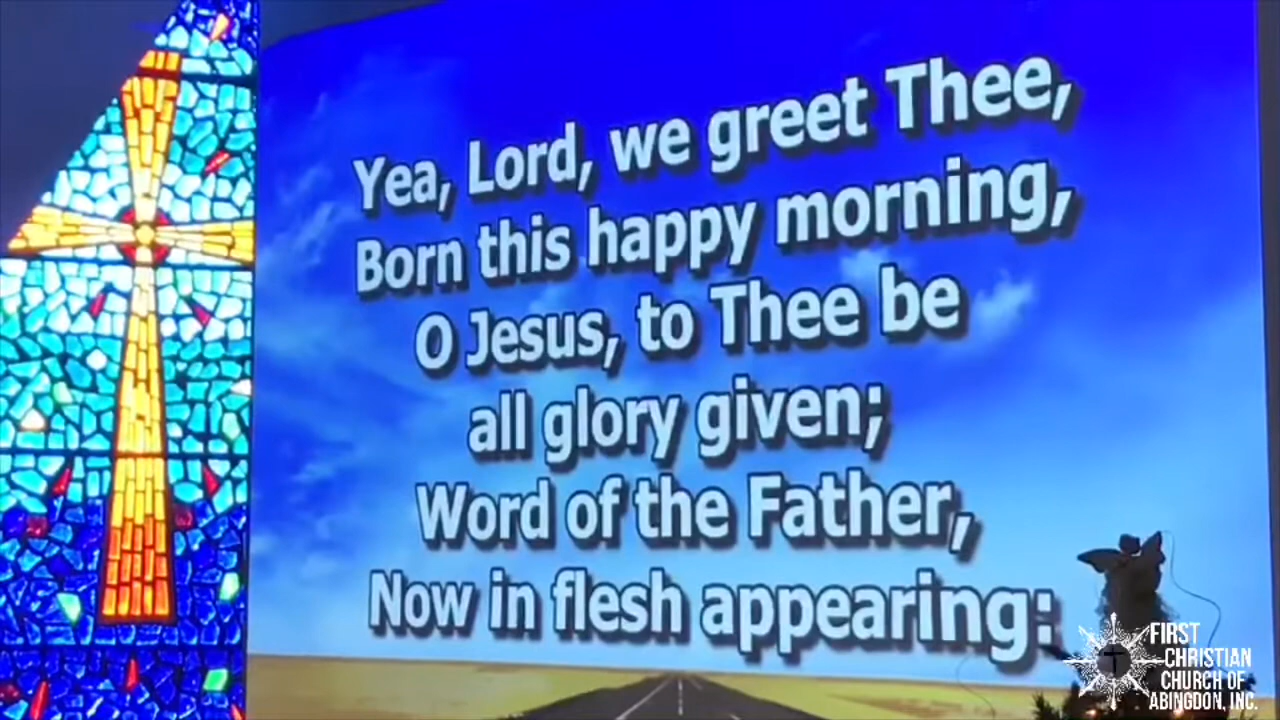 Yea, Lord, we greet Thee,
Born this happy morning,
O Jesus, to Thee be
all glory given;
Word of the Father,
Now in flesh appearing:
FIRST
CHRISTIAN
CHURCH OF
ABINGDON, INC.